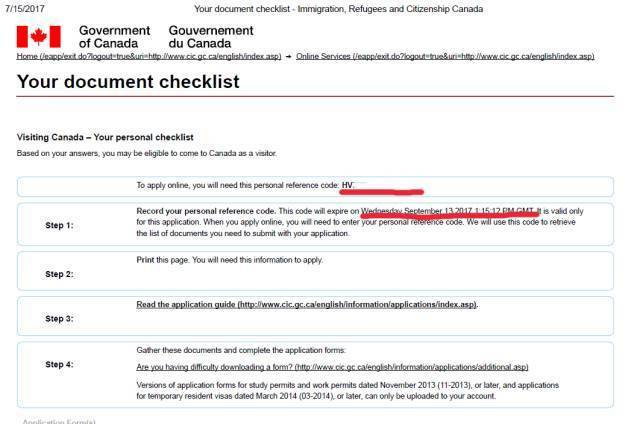 7/15/2017 Your document checklist - Immigration, Refugees and Citizenship Canada
Government Gouvernement
of Canada du Canada
Home (/eapp/exit.do?logout=true&uri=http://www.cic.gc.ca/english/index.asp) → Online Services (/eapp/exit.do?logout=true&uri=http://www.cic.gc.ca/english/index.asp)
Your document checklist
Visiting Canada – Your personal checklist
Based on your answers, you may be eligible to come to Canada as a visitor.
To apply online, you will need this personal reference code: HV
Step 1:
Record your personal reference code. This code will expire on Wednesday September 13 2017 1:15:12 PM GMT. It is valid only
for this application. When you apply online, you will need to enter your personal reference code. We will use this code to retrieve
the list of documents you need to submit with your application.
Step 2:
Print this page. You will need this information to apply.
Step 3:
Read the application guide (http://www.cic.gc.ca/english/information/applications/index.asp).
Step 4:
Gather these documents and complete the application forms:
Are you having difficulty downloading a form? (http://www.cic.gc.ca/english/information/applications/additional.asp)
Versions of application forms for study permits and work permits dated November 2013 (11-2013), or later, and applications
for temporary resident visas dated March 2014 (03-2014), or later, can only be uploaded to your account.
Application Form(s)